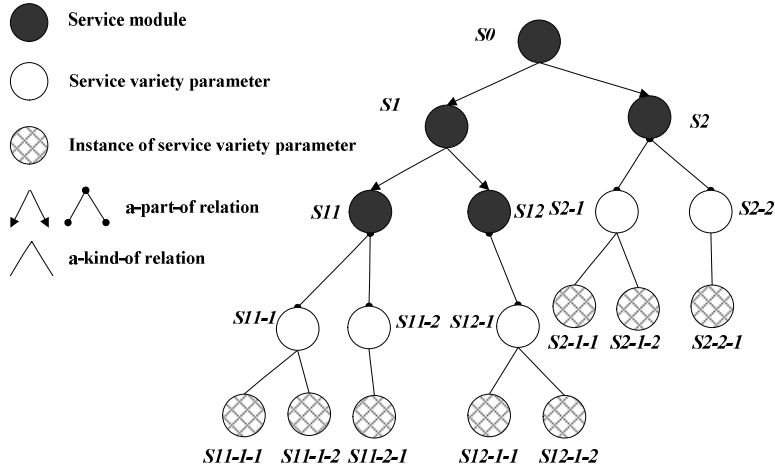 Service module
S0
Service variety parameter
S1
S2
Instance of service variety parameter
a-part-of relation
S11
S12
S2-1
S2-2
a-kind-of relation
S11-1
S11-2
S12-1
S2-1-1
S2-1-2
S2-2-1
S11-1-1
S11-1-2
S11-2-1
S12-1-1
S12-1-2